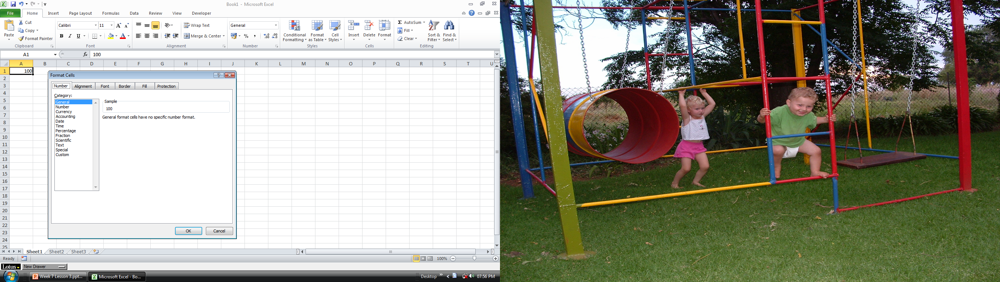 Book1 - Microsoft Excel
File Home Insert Page Layout Formulas Data Review View Developer
Paste
Cut
Copy
Format Painter
Clipboard
Calibri 11
B I U
Font
Wrap Text
Merge & Center
Alignment
General
% ,
Number
Conditional Formatting
Format as Table
Cell Styles
Styles
Insert Delete Format
Cells
Σ AutoSum
Fill
Clear
Sort & Filter
Find & Select
Editing
A1 fx 100
A B C D E F G H I J K L M N O P Q R S T U
1 100
2
3
4
5
6
7
8
9
10
11
12
13
14
15
16
17
18
19
20
21
22
23
24
25
Format Cells
Number Alignment Font Border Fill Protection
Category:
General
Number
Currency
Accounting
Date
Time
Percentage
Fraction
Scientific
Text
Special
Custom
Sample
100
General format cells have no specific number format.
OK Cancel
Sheet1 Sheet2 Sheet3
Ready 100%
Lotus New Drawer
Week 7 Lesson 3.ppt... Microsoft Excel - Bo... Desktop 07:56 PM